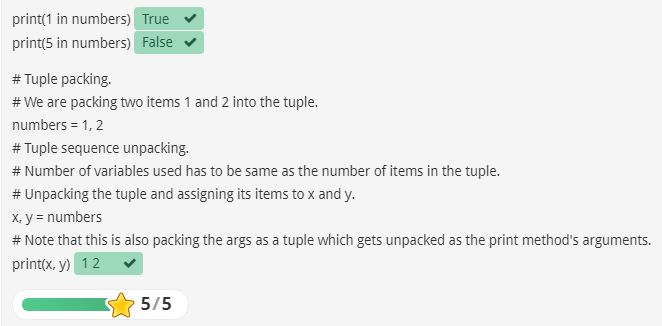 print(1 in numbers) True
print(5 in numbers) False
# Tuple packing.
# We are packing two items 1 and 2 into the tuple.
numbers = 1, 2
# Tuple sequence unpacking.
# Number of variables used has to be same as the number of items in the tuple.
# Unpacking the tuple and assigning its items to x and y.
x, y = numbers
# Note that this is also packing the args as a tuple which gets unpacked as the print method's arguments.
print(x, y) 1 2
5/5